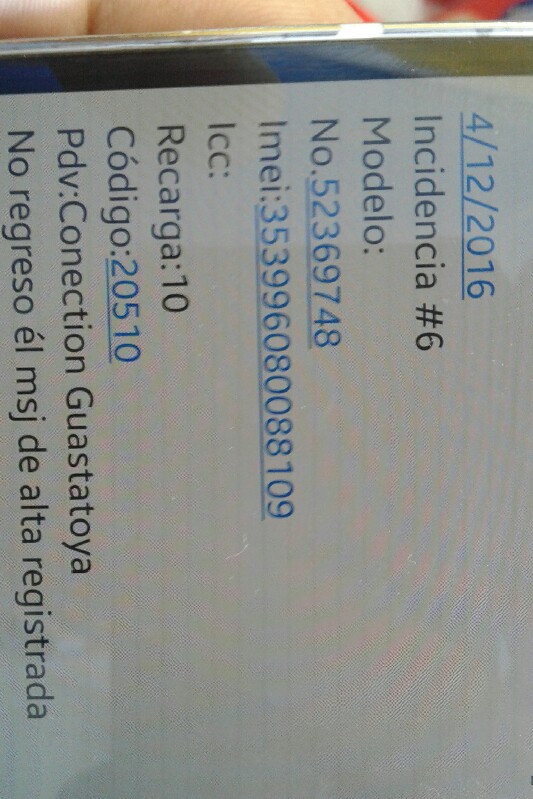 4/12/2016
Incidencia #6
Modelo:
No.52369748
Imei:353996080088109
Icc:
Recarga:10
Código:20510
Pdv:Conection Guastatoya
No regreso él msj de alta registrada